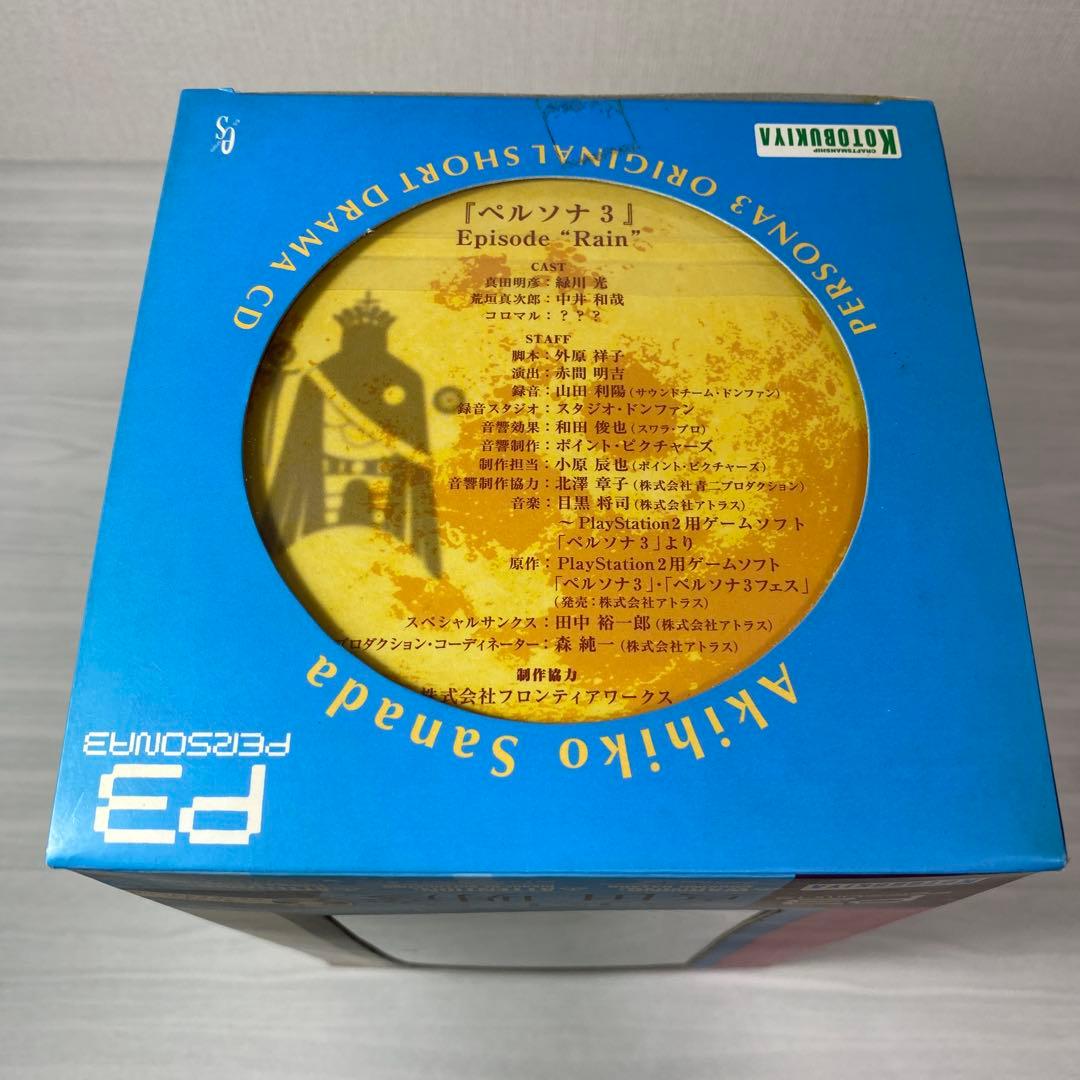 CRAFTSMANSHIP
KOTOBUKIYA
es
PERSONA3 ORIGINAL SHORT DRAMA CD
『ペルソナ3』
Episode “Rain”
CAST
真田明彦：緑川 光
荒垣真次郎：中井 和哉
コロマル：？？？
STAFF
脚本：外原 祥子
演出：赤間 明吉
録音：山田 利陽（サウンドチーム・ドンファン）
録音スタジオ：スタジオ・ドンファン
音響効果：和田 俊也（スワラ・プロ）
音響制作：ポイント・ピクチャーズ
制作担当：小原 辰也（ポイント・ピクチャーズ）
音響制作協力：北澤 章子（株式会社 青二プロダクション）
音楽：目黒 将司（株式会社アトラス）
～PlayStation2用ゲームソフト
「ペルソナ3」より
原作：PlayStation2用ゲームソフト
「ペルソナ3」・「ペルソナ3フェス」
（発売：株式会社アトラス）
スペシャルサンクス：田中 裕一郎（株式会社アトラス）
プロダクション・コーディネーター：森 純一（株式会社アトラス）
制作協力
株式会社フロンティアワークス
Akihiko Sanada
P3
PERSONA3